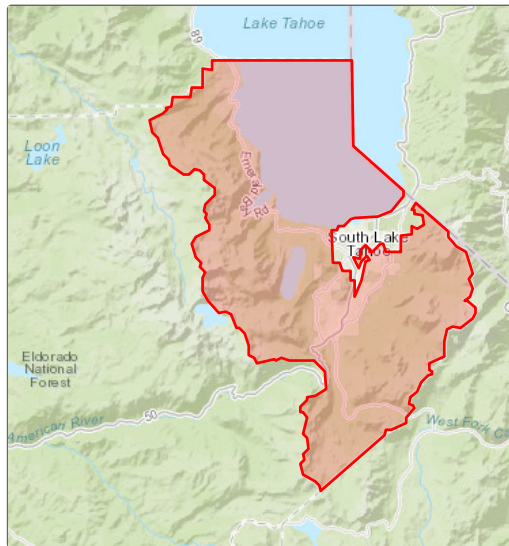 Lake Tahoe
89
Loon
Lake
Emerald
Bay
Rd
South Lake
Tahoe
Eldorado
National
Forest
50
American River
West Fork C